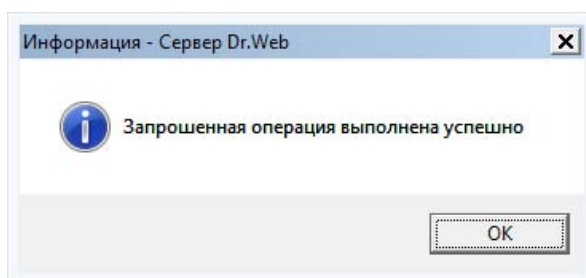 Информация - Сервер Dr.Web
Запрошенная операция выполнена успешно
OK